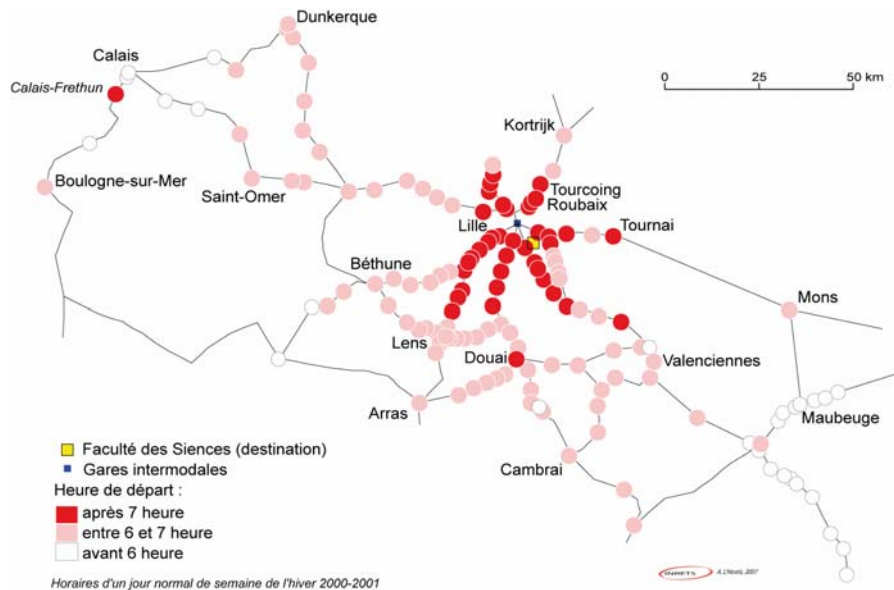 Dunkerque
Calais
0 25 50 km
Calais-Frethun
Kortrijk
Boulogne-sur-Mer
Saint-Omer
Tourcoing
Roubaix
Lille
Tournai
Béthune
Mons
Lens
Douai
Valenciennes
Arras
Maubeuge
Cambrai
Faculté des Siences (destination)
Gares intermodales
Heure de départ :
après 7 heure
entre 6 et 7 heure
avant 6 heure
Horaires d'un jour normal de semaine de l'hiver 2000-2001
INRETS